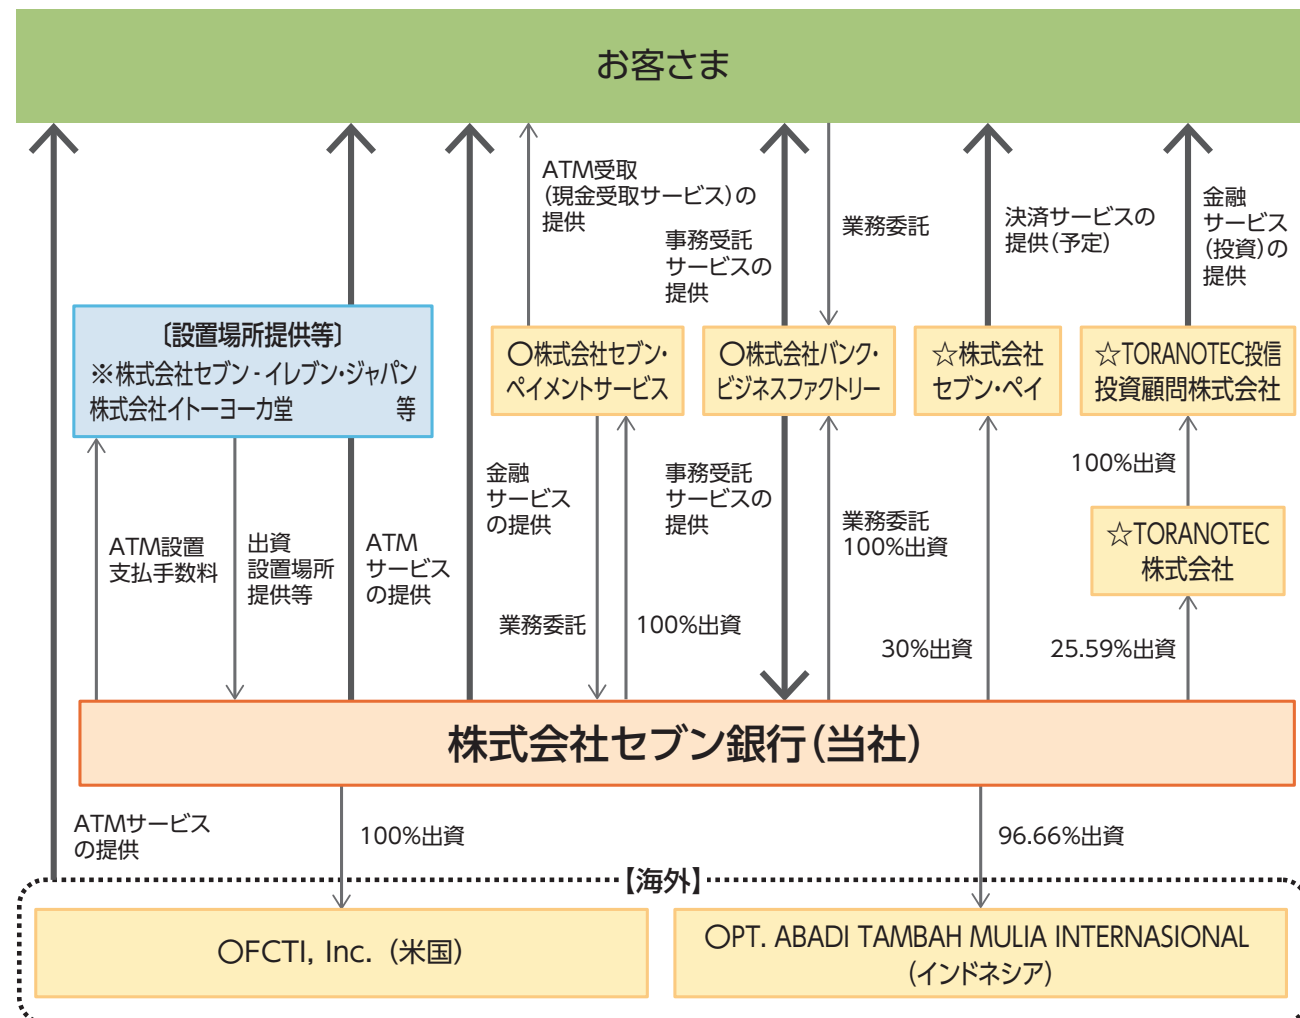 お客さま
ATM受取
(現金受取サービス)の
提供
事務受託
サービスの
提供
業務委託
決済サービスの
提供(予定)
金融
サービス
(投資)の
提供
〔設置場所提供等〕
※株式会社セブン-イレブン・ジャパン
株式会社イトーヨーカ堂 等
〇株式会社セブン・
ペイメントサービス
〇株式会社バンク・
ビジネスファクトリー
☆株式会社
セブン・ペイ
☆TORANOTEC投信
投資顧問株式会社
100%出資
☆TORANOTEC
株式会社
ATM設置
支払手数料
出資
設置場所
提供等
ATM
サービス
の提供
金融
サービス
の提供
業務委託
100%出資
事務受託
サービスの
提供
業務委託
100%出資
30%出資
25.59%出資
株式会社セブン銀行(当社)
ATMサービス
の提供
100%出資
96.66%出資
【海外】
〇FCTI, Inc.(米国)
〇PT. ABADI TAMBAH MULIA INTERNASIONAL
(インドネシア)